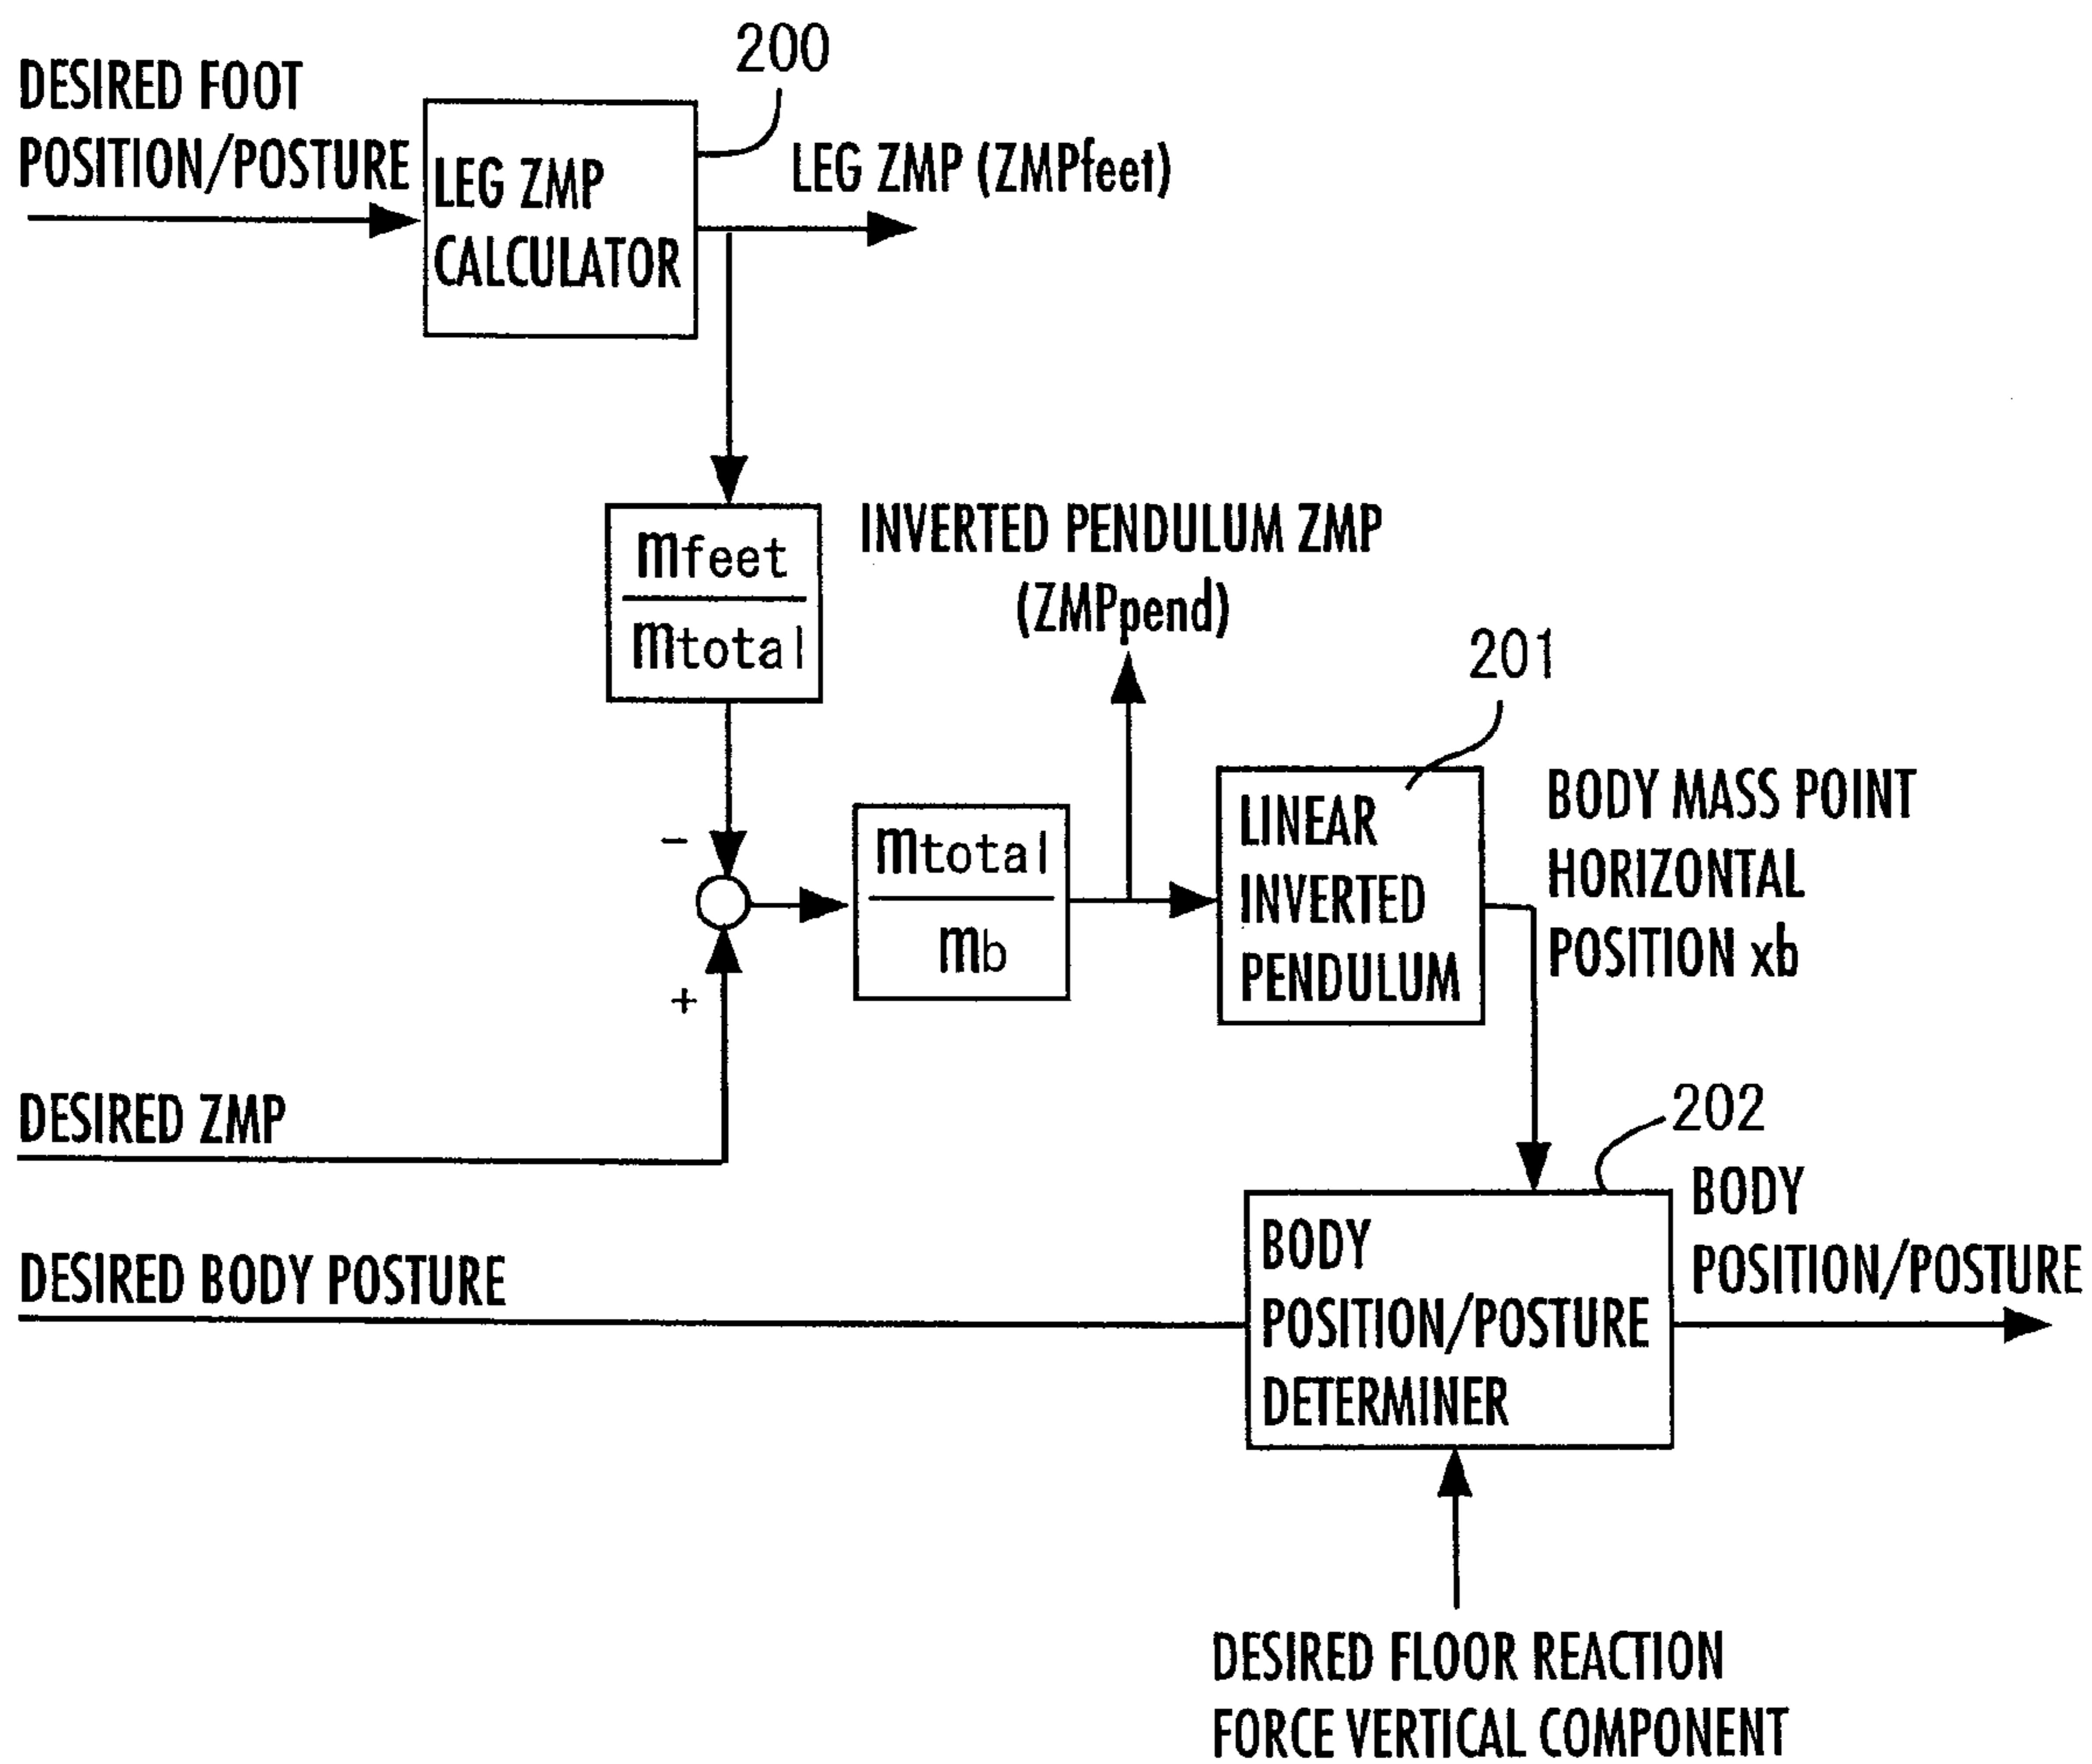 200
DESIRED FOOT
POSITION/POSTURE
LEG ZMP
CALCULATOR
LEG ZMP (ZMPfeet)
mfeet
mtotal
INVERTED PENDULUM ZMP
(ZMPpend)
201
-
+
mtotal
mb
LINEAR
INVERTED
PENDULUM
BODY MASS POINT
HORIZONTAL
POSITION xb
DESIRED ZMP
202
DESIRED BODY POSTURE
BODY
POSITION/POSTURE
DETERMINER
BODY
POSITION/POSTURE
DESIRED FLOOR REACTION
FORCE VERTICAL COMPONENT